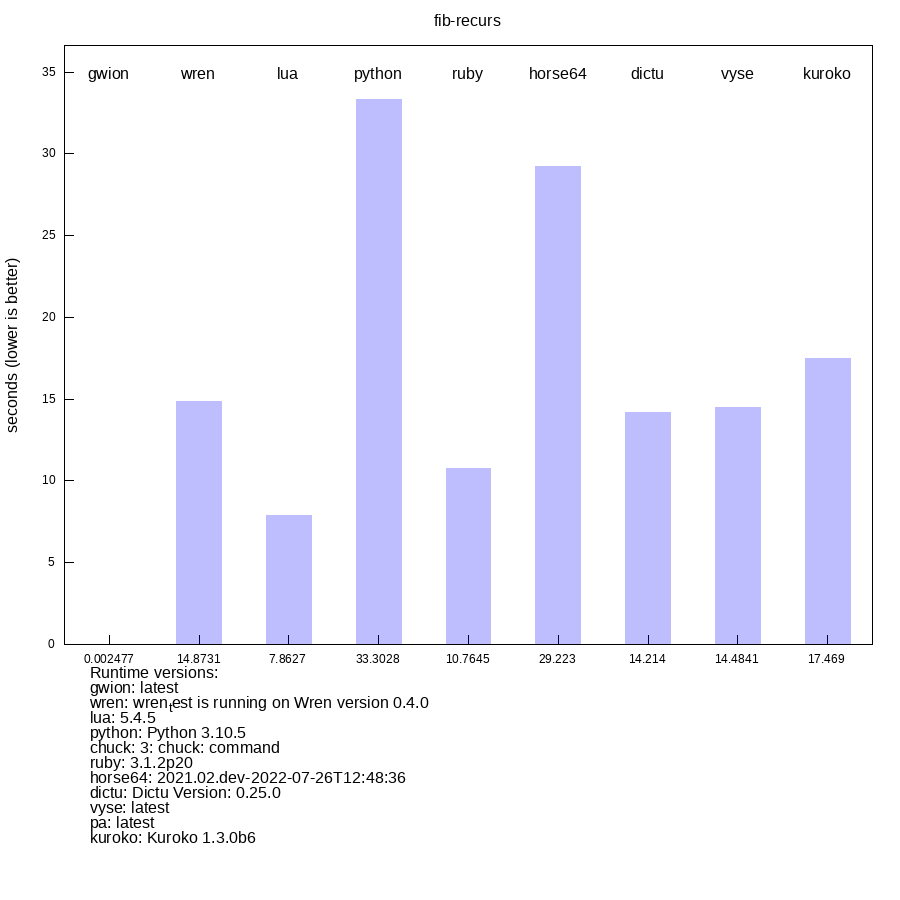 fib-recurs
35 gwion wren lua python ruby horse64 dictu vyse kuroko
30
25
20
15
10
5
0
seconds (lower is better)
0.002477 14.8731 7.8627 33.3028 10.7645 29.223 14.214 14.4841 17.469
Runtime versions:
gwion: latest
wren: wrentest is running on Wren version 0.4.0
lua: 5.4.5
python: Python 3.10.5
chuck: 3: chuck: command
ruby: 3.1.2p20
horse64: 2021.02.dev-2022-07-26T12:48:36
dictu: Dictu Version: 0.25.0
vyse: latest
pa: latest
kuroko: Kuroko 1.3.0b6